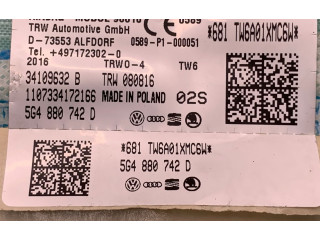 TRW Automotive GmbH
D-73553 ALFDORF 0589-P1-000051
Tel. +497172302-0
2016 TRWO-4 TW6
34109632 B TRW 080816
1107334172166 MADE IN POLAND 02S
5G4 880 742 D
*681 TW6A01XMC6W*
*681 TW6A01XMC6W*
5G4 880 742 D